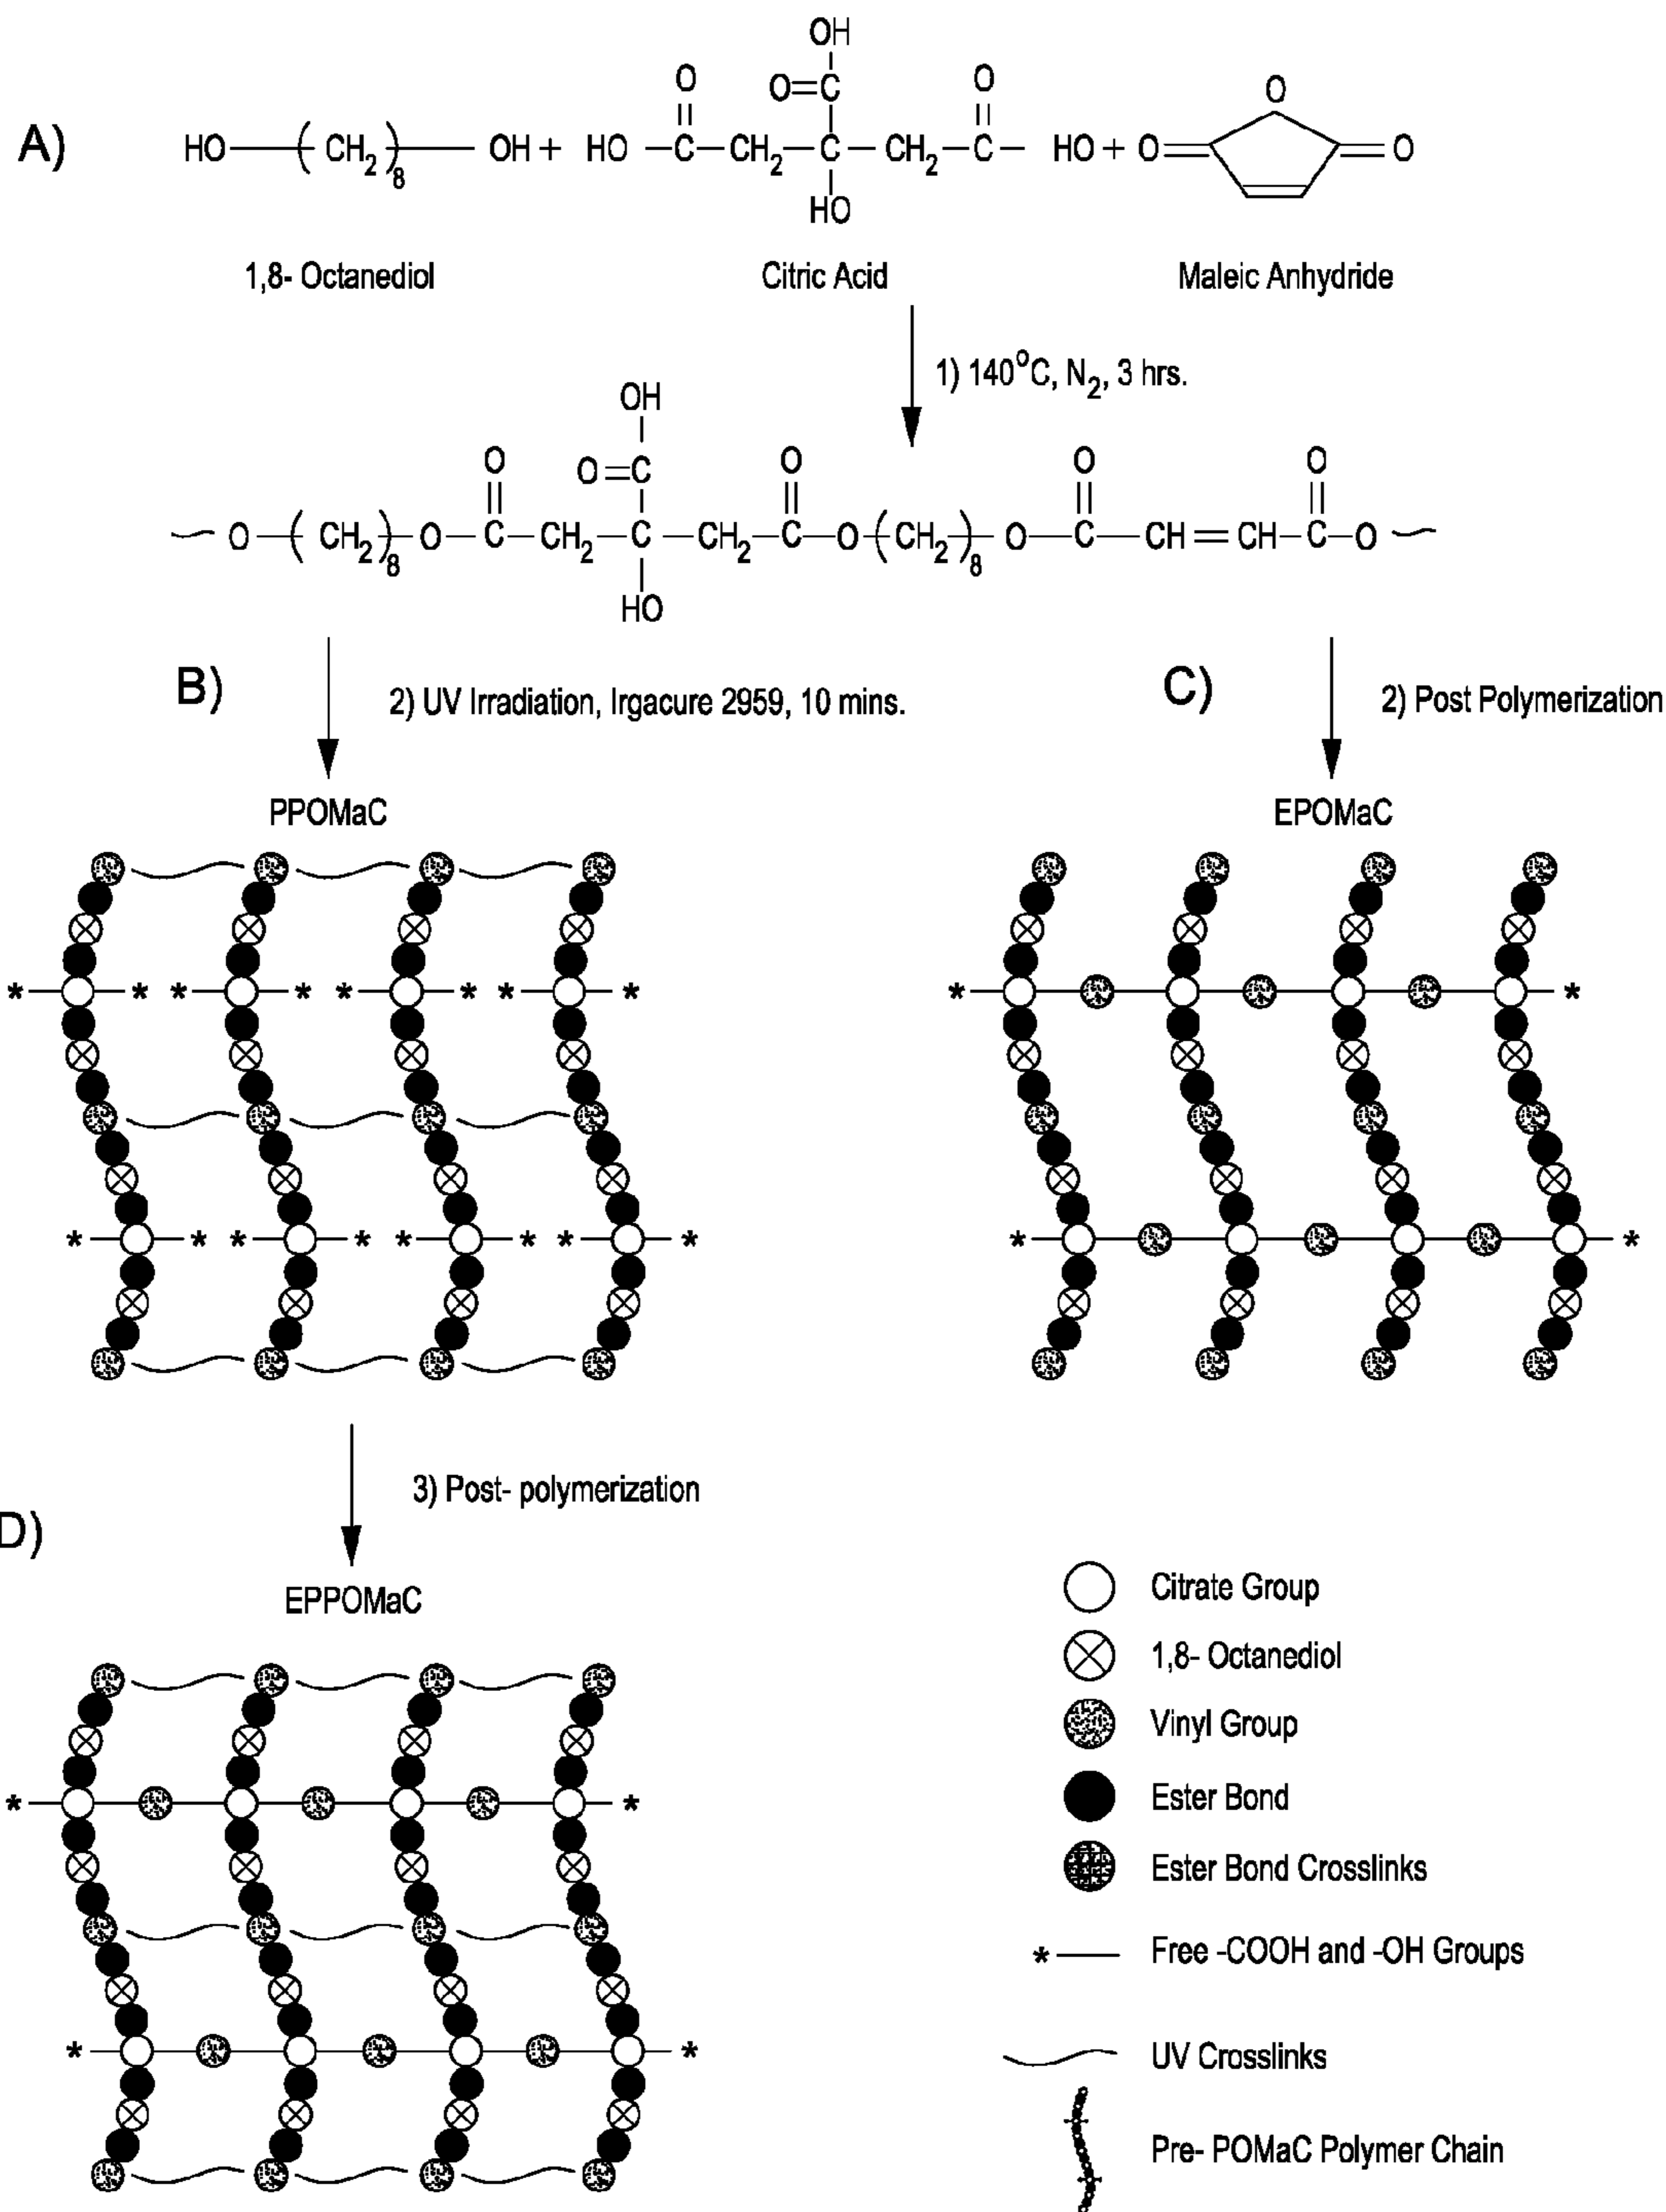 OH
O O=C O
A) HO—(CH2)8—OH + HO—C—CH2—C—CH2—C— HO + O= O =O
HO
1,8- Octanediol Citric Acid Maleic Anhydride
1) 140°C, N2, 3 hrs.
OH
O O=C O O O
O—(CH2)8—O—C—CH2—C—CH2—C—O—(CH2)8—O—C—CH=CH—C—O
HO
B) 2) UV Irradiation, Irgacure 2959, 10 mins.
C) 2) Post Polymerization
PPOMaC
EPOMaC
3) Post- polymerization
D)
EPPOMaC
Citrate Group
1,8- Octanediol
Vinyl Group
Ester Bond
Ester Bond Crosslinks
* Free -COOH and -OH Groups
UV Crosslinks
Pre- POMaC Polymer Chain